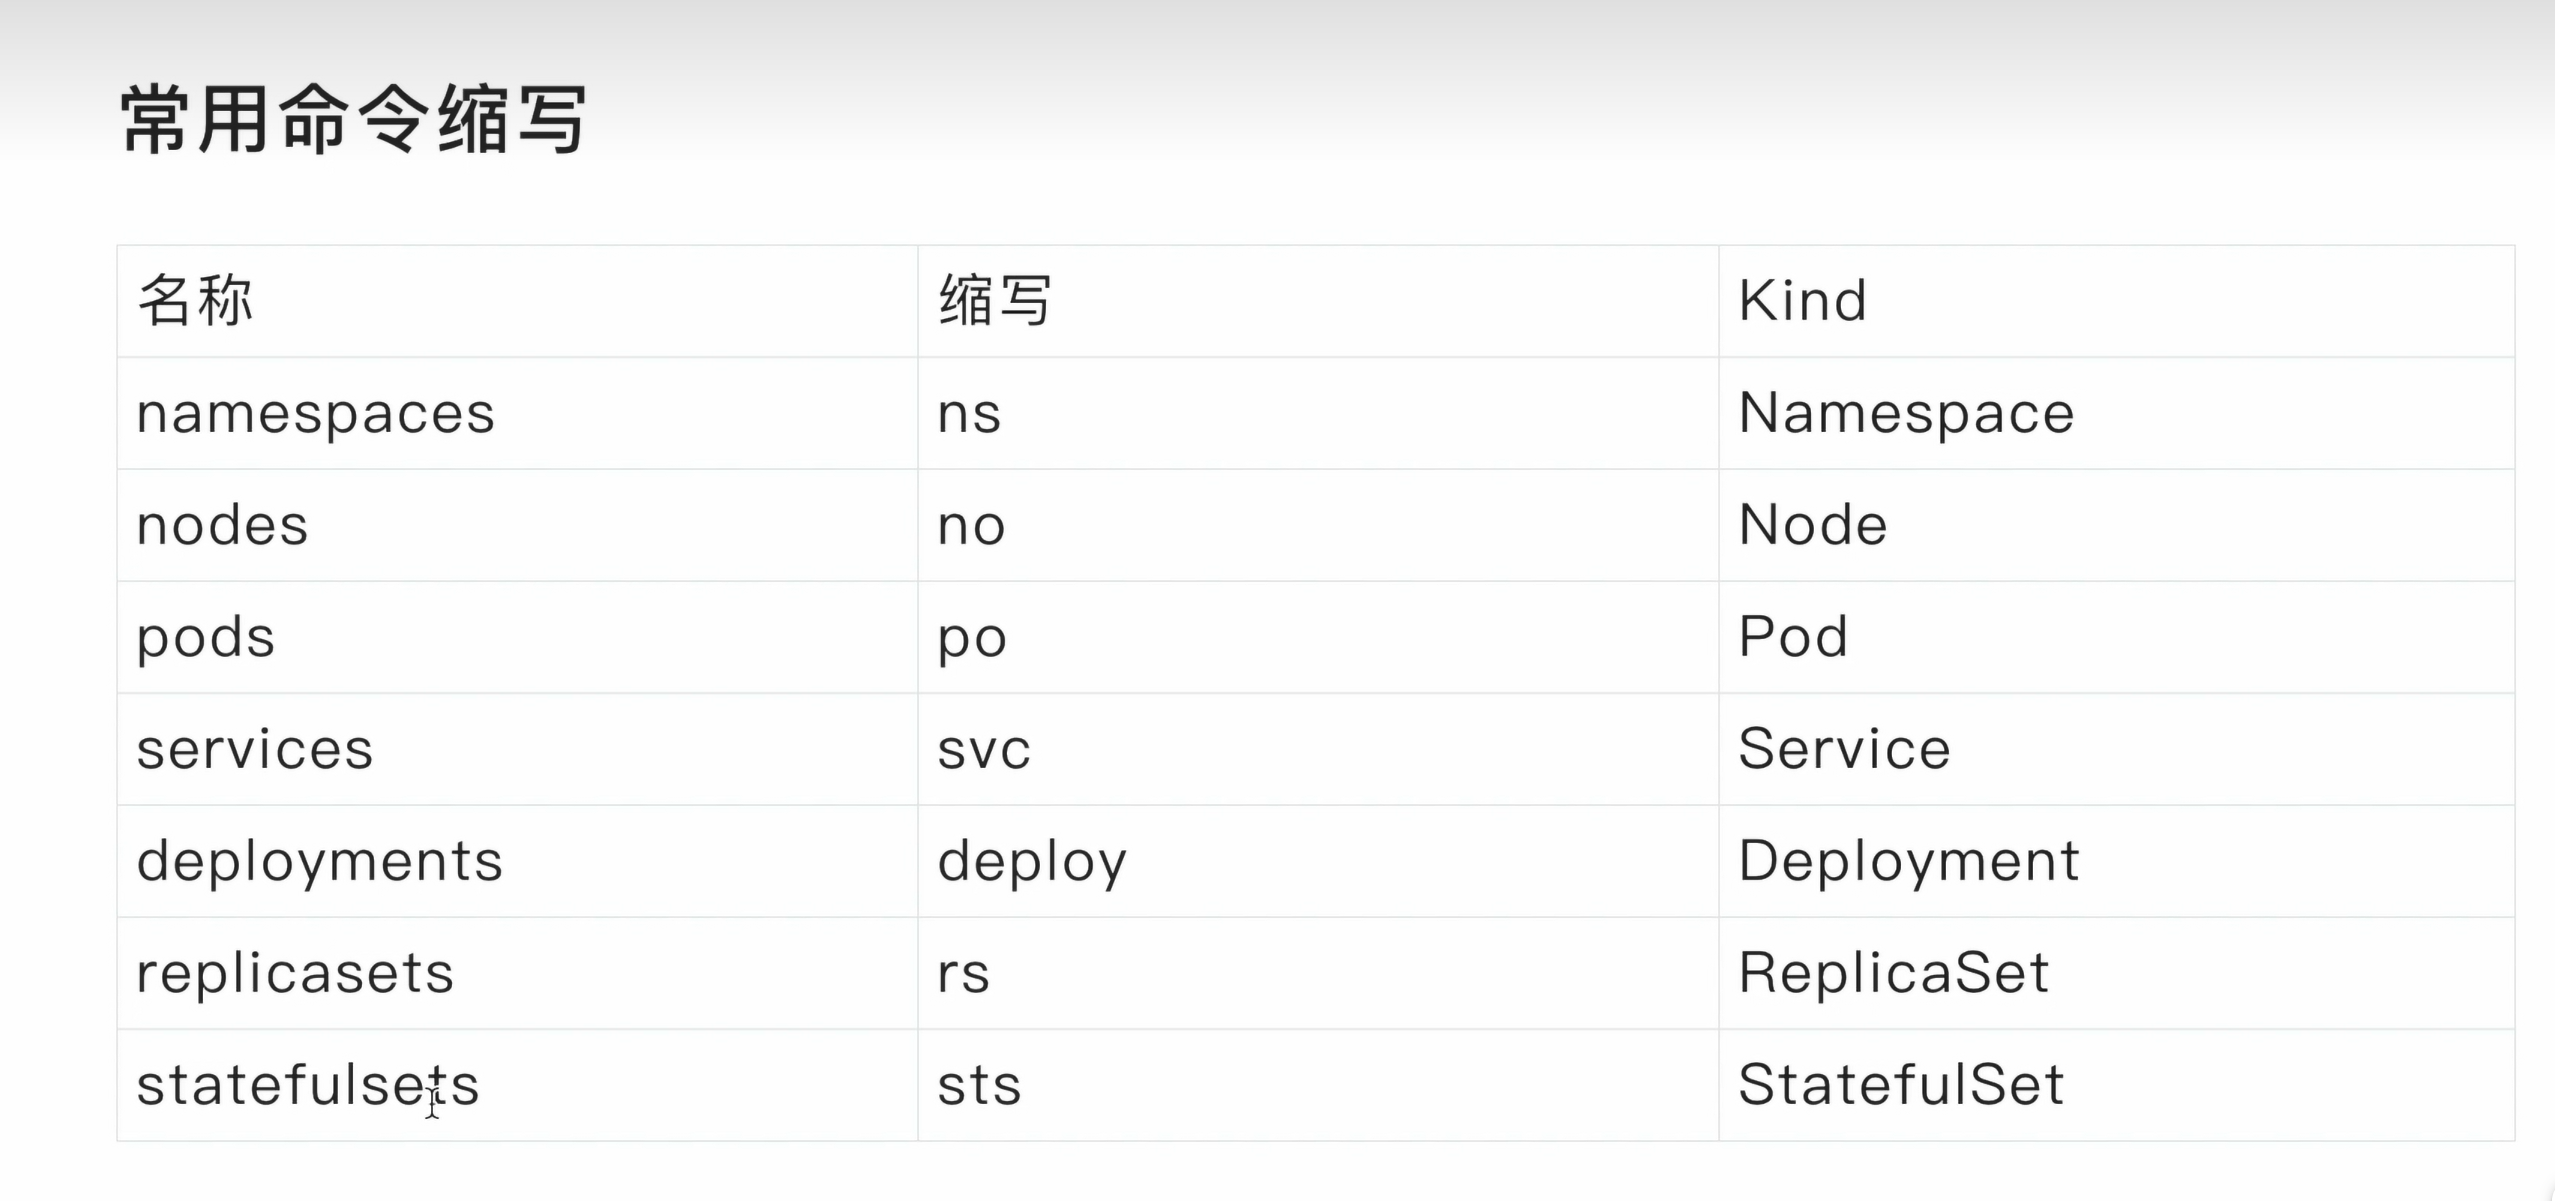 常用命令缩写
名称 缩写 Kind
namespaces ns Namespace
nodes no Node
pods po Pod
services svc Service
deployments deploy Deployment
replicasets rs ReplicaSet
statefulsets sts StatefulSet